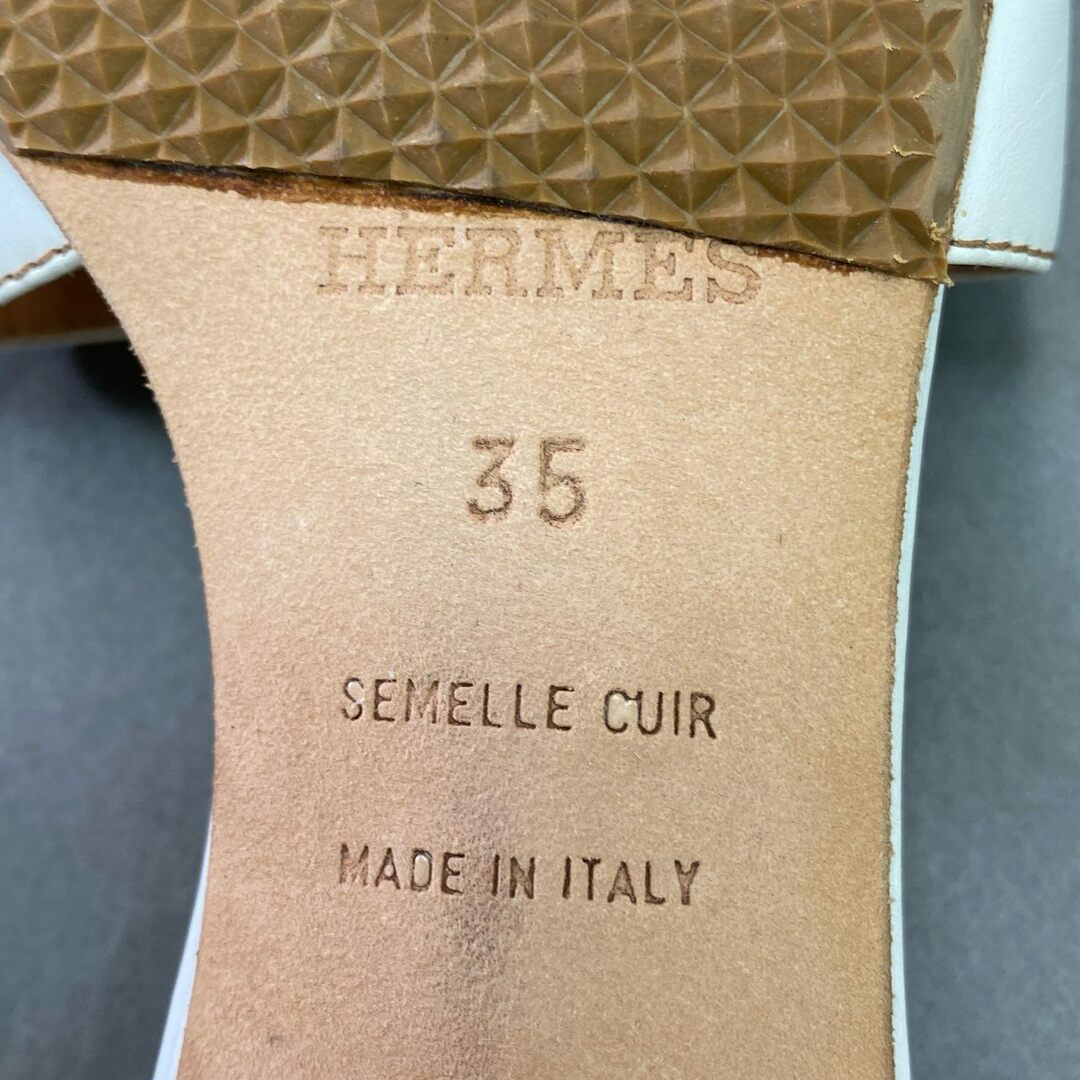 HERMES
35
SEMELLE CUIR
MADE IN ITALY